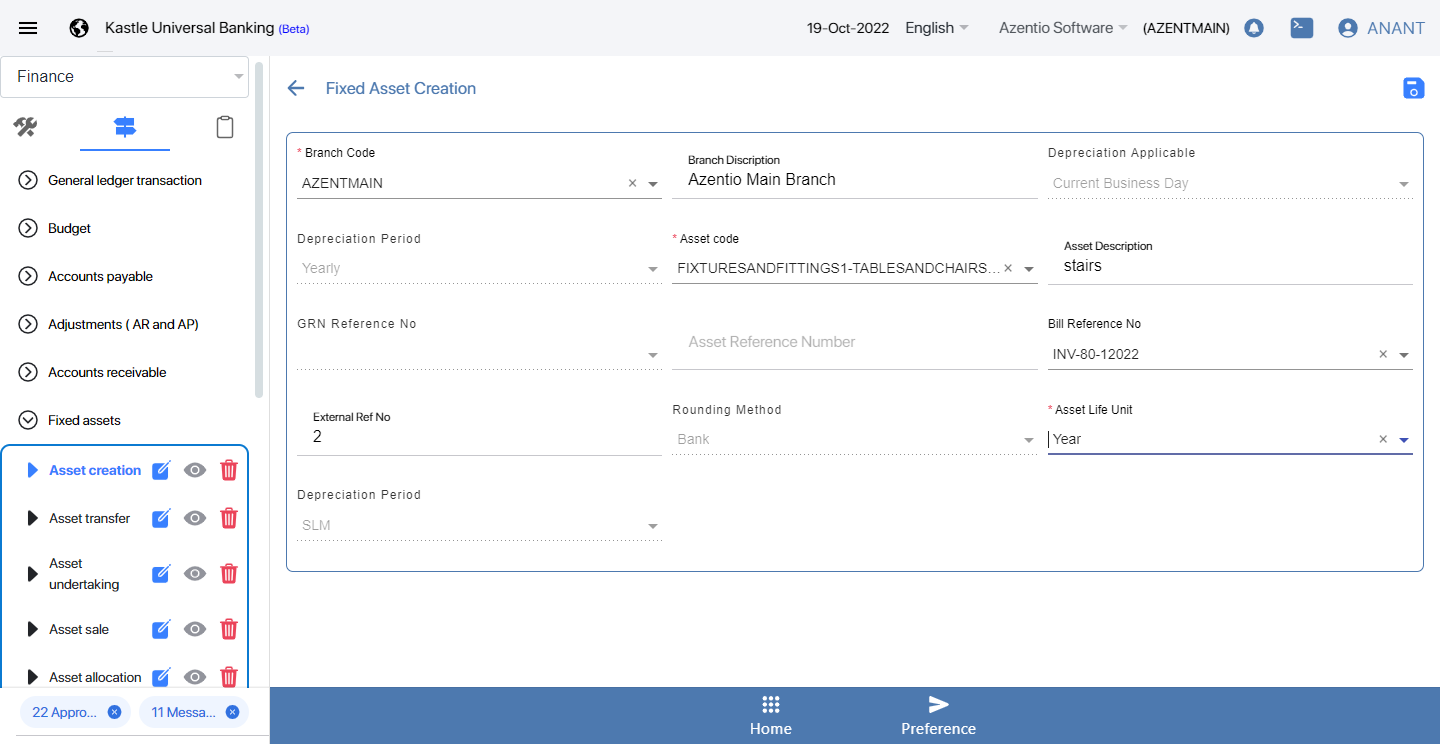 Kastle Universal Banking (Beta)
19-Oct-2022 English Azentio Software (AZENTMAIN) ANANT
Finance
General ledger transaction
Budget
Accounts payable
Adjustments ( AR and AP)
Accounts receivable
Fixed assets
Asset creation
Asset transfer
Asset
undertaking
Asset sale
Asset allocation
22 Appro... 11 Messa...
Fixed Asset Creation
* Branch Code
AZENTMAIN
Branch Discription
Azentio Main Branch
Depreciation Applicable
Current Business Day
Depreciation Period
Yearly
* Asset code
FIXTURESANDFITTINGS1-TABLESANDCHAIRS...
Asset Description
stairs
GRN Reference No
Asset Reference Number
Bill Reference No
INV-80-12022
External Ref No
2
Rounding Method
Bank
* Asset Life Unit
Year
Depreciation Period
SLM
Home
Preference